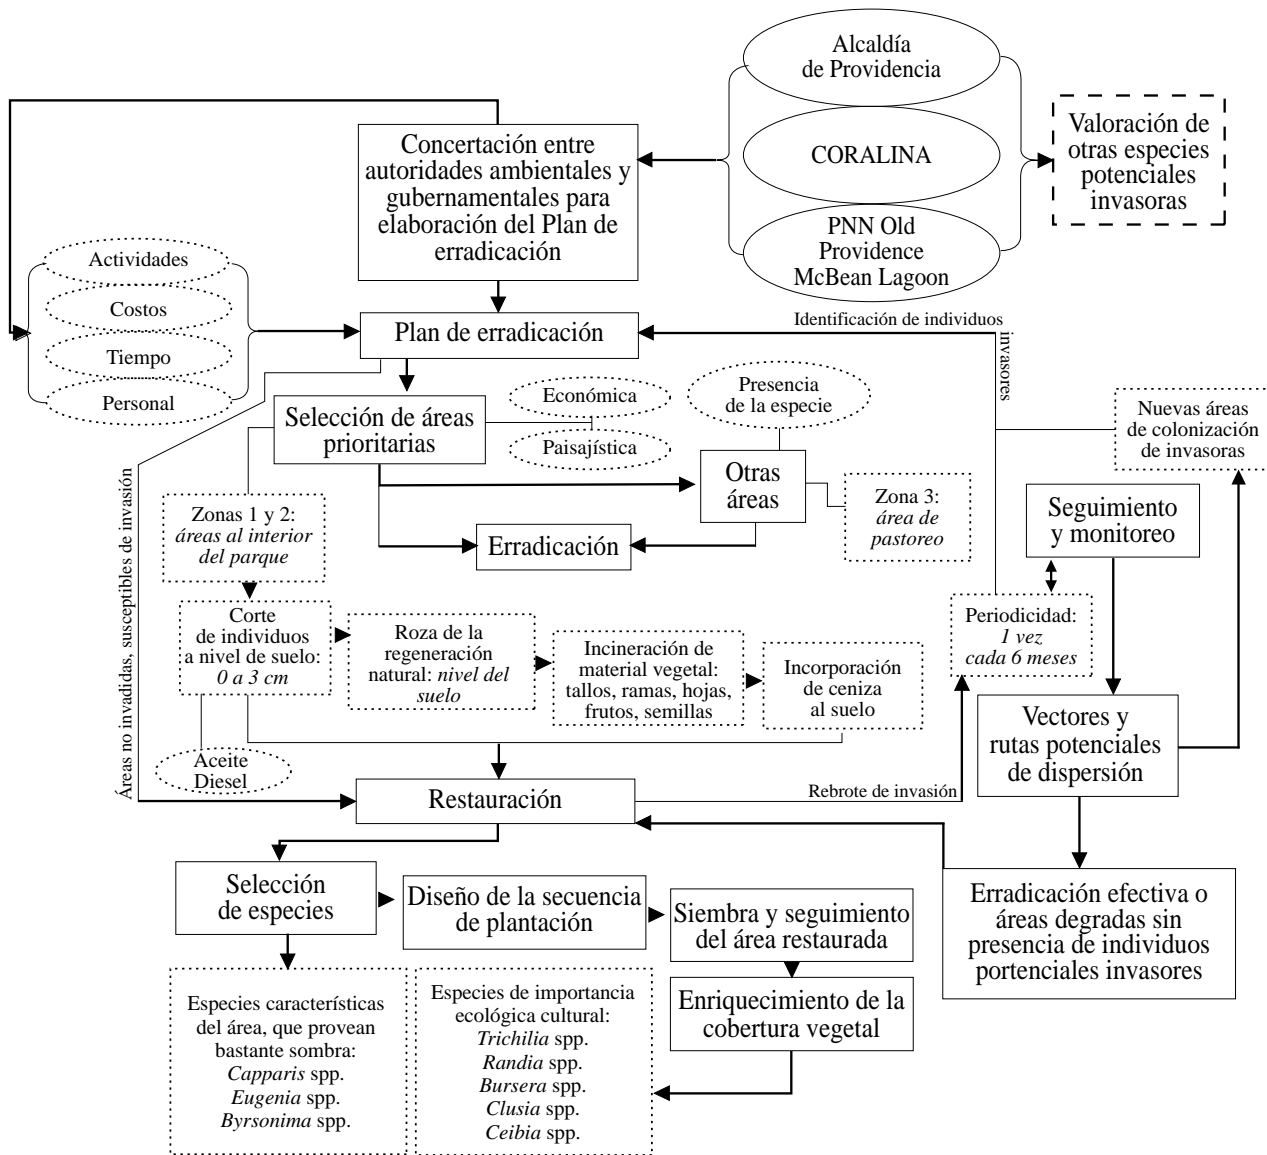 Alcaldía
de Providencia
CORALINA
PNN Old
Providence
McBean Lagoon
Valoración de
otras especies
potenciales
invasoras
Concertación entre
autoridades ambientales y
gubernamentales para
elaboración del Plan de
erradicación
Actividades
Costos
Tiempo
Personal
Plan de erradicación
Identificación de individuos
invasores
Selección de áreas
prioritarias
Económica
Paisajística
Presencia
de la especie
Otras
áreas
Zona 3:
área de
pastoreo
Nuevas áreas
de colonización
de invasoras
Zonas 1 y 2:
áreas al interior
del parque
Erradicación
Seguimiento
y monitoreo
Áreas no invadidas, susceptibles de invasión
Periodicidad:
1 vez
cada 6 meses
Corte
de individuos
a nivel de suelo:
0 a 3 cm
Roza de la
regeneración
natural: nivel del
suelo
Incineración de
material vegetal:
tallos, ramas, hojas,
frutos, semillas
Incorporación
de ceniza
al suelo
Vectores y
rutas potenciales
de dispersión
Aceite
Diesel
Restauración
Rebrote de invasión
Selección
de especies
Diseño de la secuencia
de plantación
Siembra y seguimiento
del área restaurada
Erradicación efectiva o
áreas degradas sin
presencia de individuos
portenciales invasores
Enriquecimiento de la
cobertura vegetal
Especies características
del área, que provean
bastante sombra:
Capparis spp.
Eugenia spp.
Byrsonima spp.
Especies de importancia
ecológica cultural:
Trichilia spp.
Randia spp.
Bursera spp.
Clusia spp.
Ceibia spp.